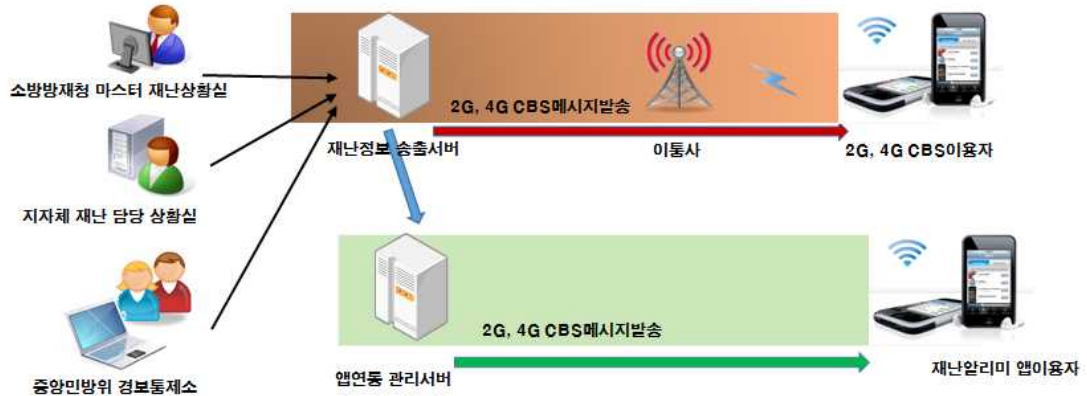 소방방재청 마스터 재난상황실
2G, 4G CBS메시지발송
재난정보 송출서버
이통사
2G, 4G CBS이용자
지자체 재난 담당 상황실
2G, 4G CBS메시지발송
중앙민방위 경보통제소
앱연동 관리서버
재난알리미 앱이용자